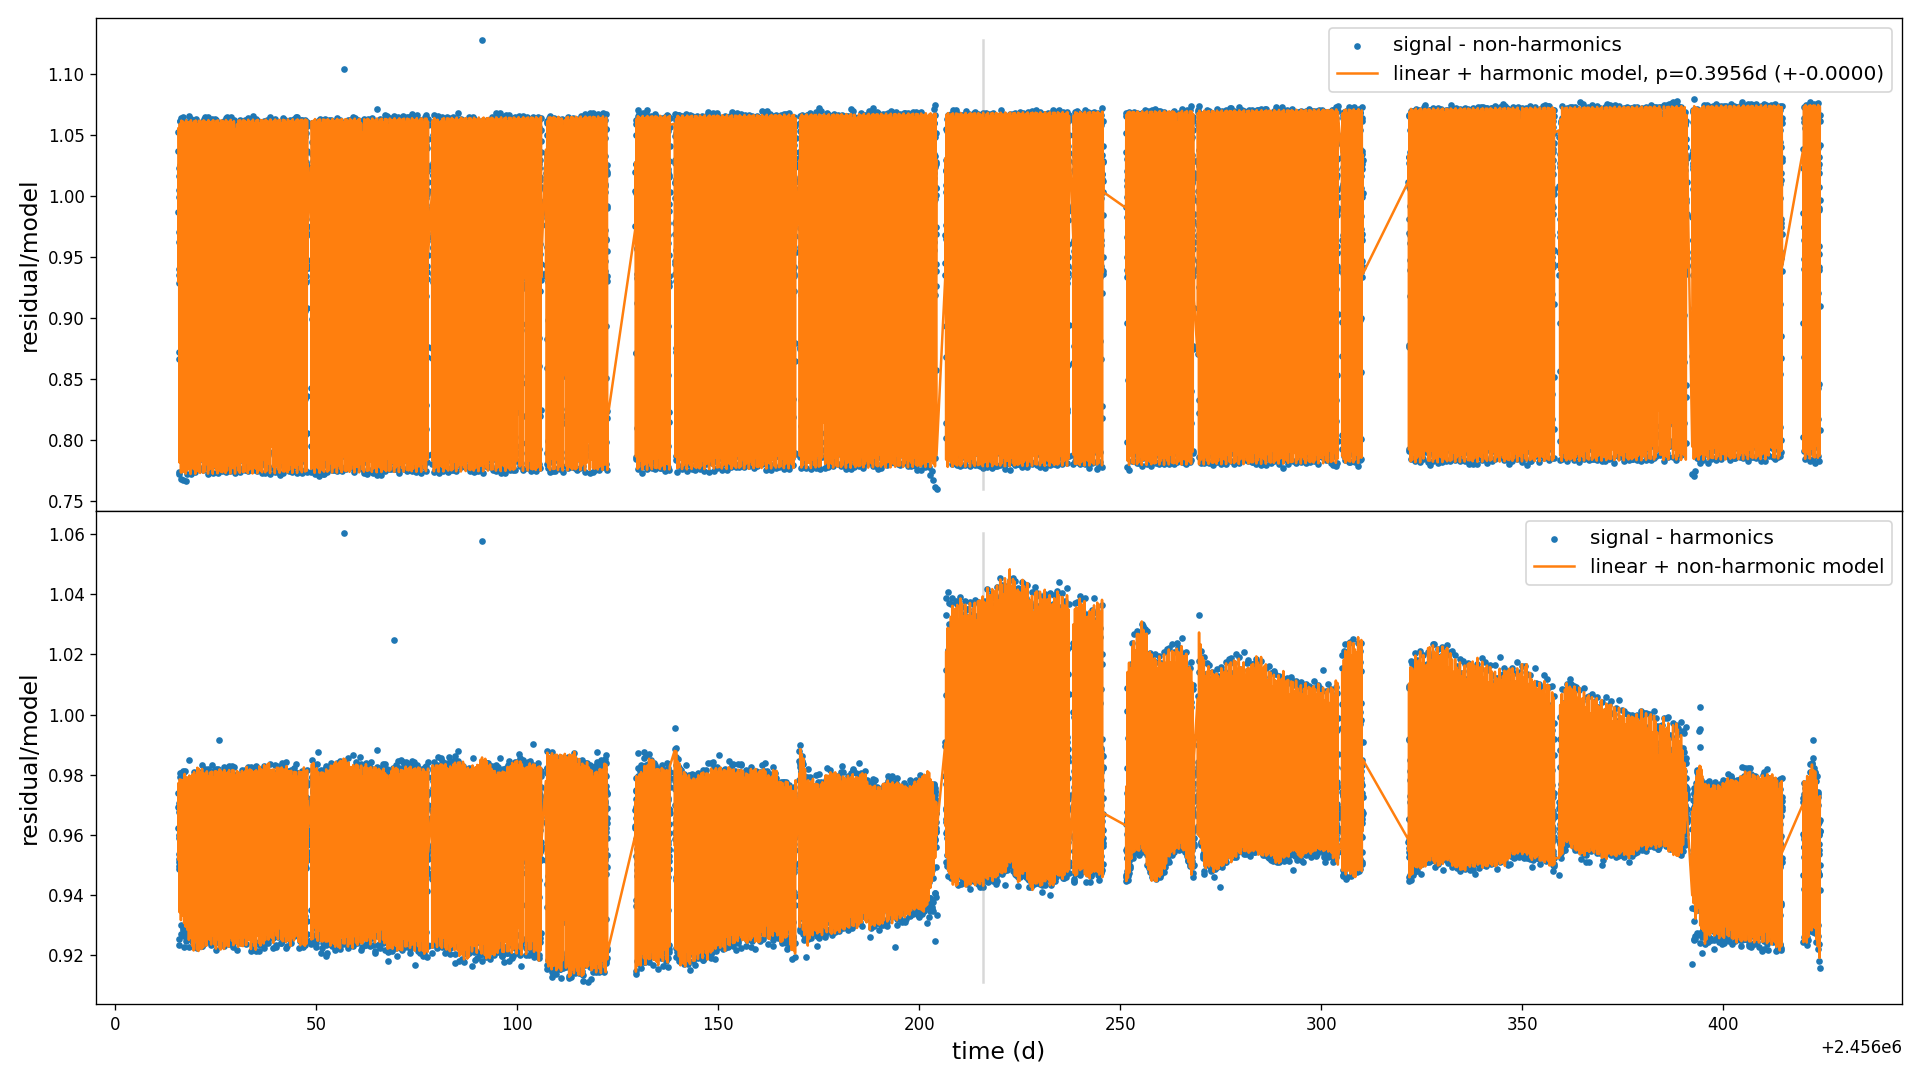 signal - non-harmonics
linear + harmonic model, p=0.3956d (+-0.0000)
1.10
1.05
1.00
0.95
0.90
0.85
0.80
0.75
residual/model
signal - harmonics
linear + non-harmonic model
1.06
1.04
1.02
1.00
0.98
0.96
0.94
0.92
residual/model
0 50 100 150 200 250 300 350 400
+2.456e6
time (d)